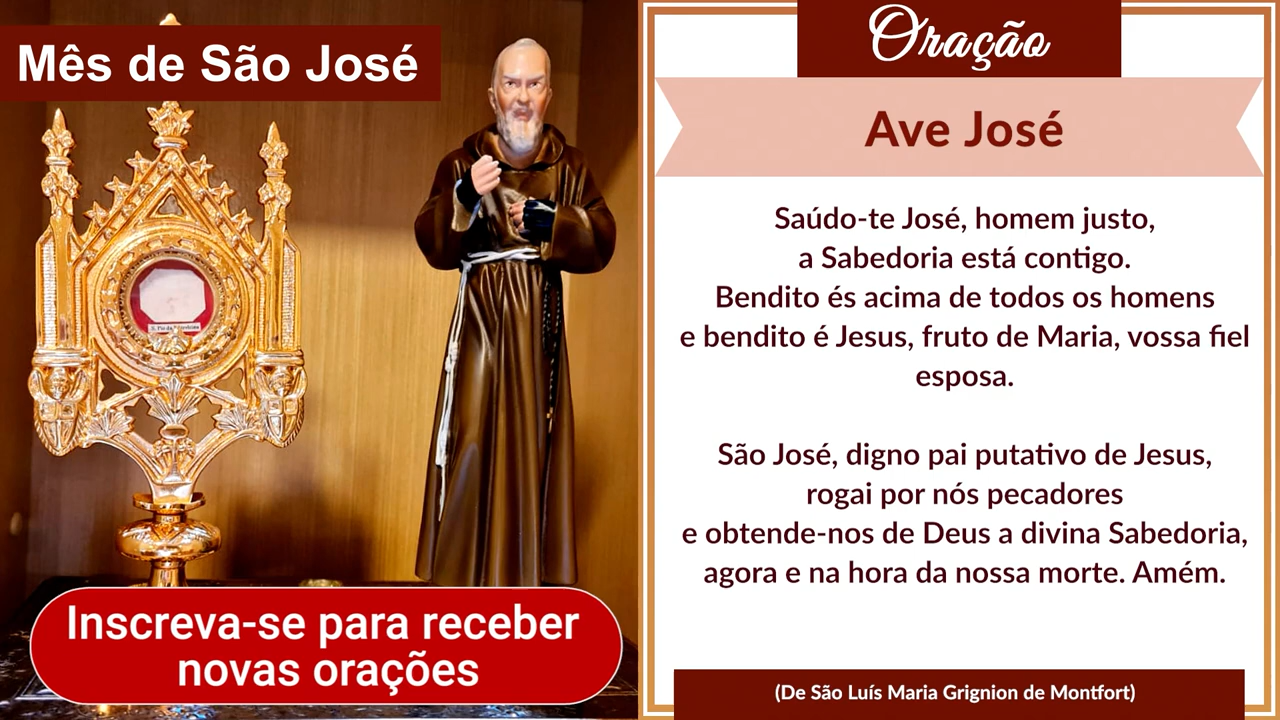 Mês de São José
Inscreva-se para receber
novas orações
Oração
Ave José
Saúdo-te José, homem justo,
a Sabedoria está contigo.
Bendito és acima de todos os homens
e bendito é Jesus, fruto de Maria, vossa fiel
esposa.
São José, digno pai putativo de Jesus,
rogai por nós pecadores
e obtende-nos de Deus a divina Sabedoria,
agora e na hora da nossa morte. Amém.
(De São Luís Maria Grignion de Montfort)